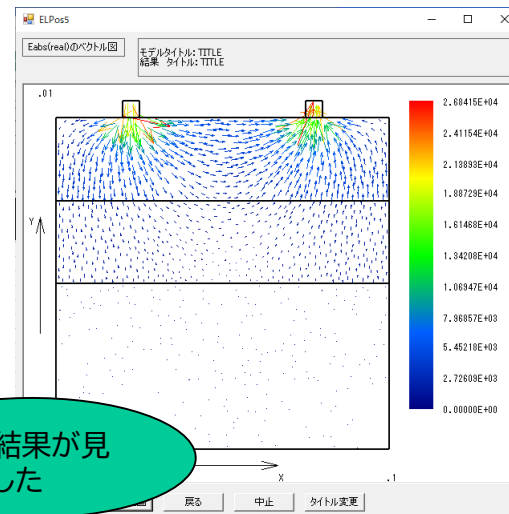 ELPos5
Eabs(real)のベクトル図
モデルタイトル: TITLE
結果 タイトル: TITLE
.01
2.68415E+04
2.41154E+04
2.13893E+04
1.88728E+04
1.61468E+04
1.34208E+04
1.06947E+04
7.96857E+03
5.45218E+03
2.72609E+03
0.00000E+00
Y
X
.1
結果が見
した
戻る
中止
タイトル変更